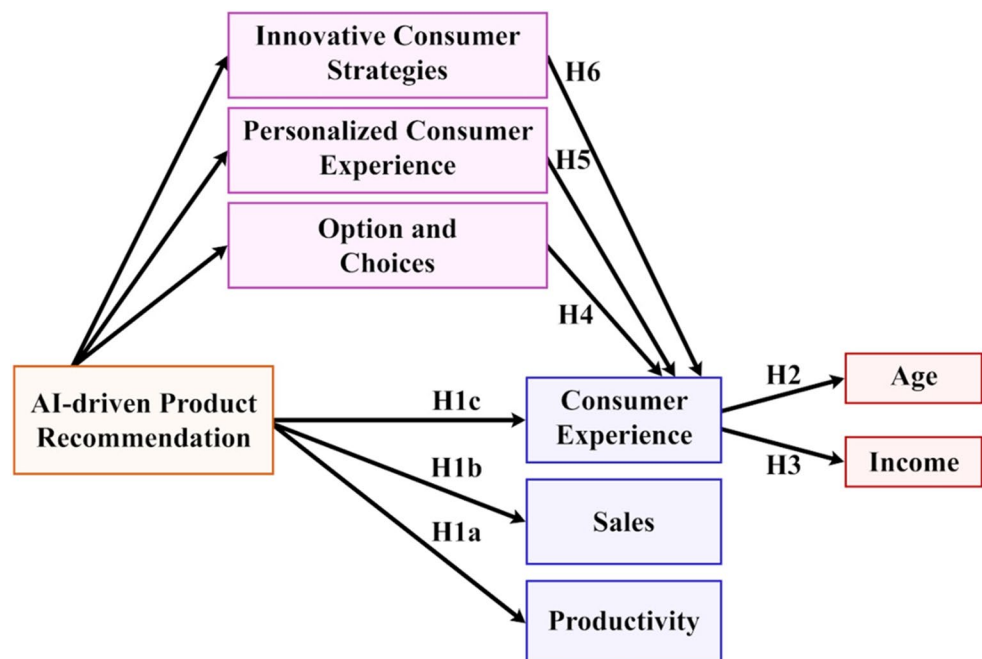 Innovative Consumer
Strategies
H6
Personalized Consumer
Experience
H5
Option and
Choices
H4
AI-driven Product
Recommendation
H1c
Consumer
Experience
H2
Age
H3
Income
H1b
Sales
H1a
Productivity